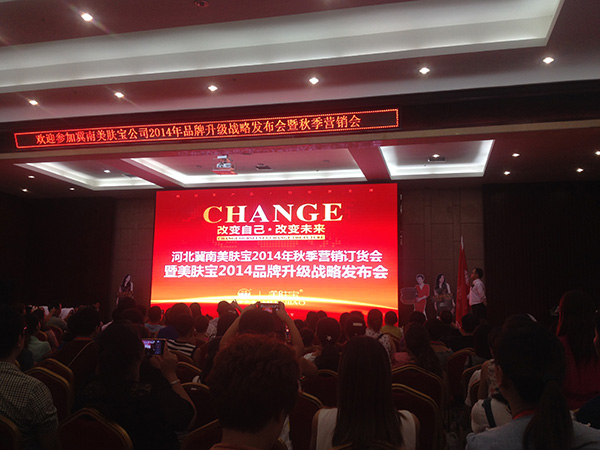 欢迎参加冀南美肤宝公司2014年品牌升级战略发布会暨秋季营销会
CHANGE
改变自己·改变未来
河北冀南美肤宝2014年秋季营销订货会
暨美肤宝2014品牌升级战略发布会